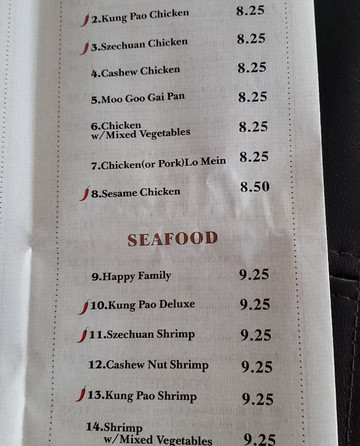 2.Kung Pao Chicken 8.25
3.Szechuan Chicken 8.25
4.Cashew Chicken 8.25
5.Moo Goo Gai Pan 8.25
6.Chicken
w/Mixed Vegetables 8.25
7.Chicken(or Pork)Lo Mein 8.25
8.Sesame Chicken 8.50
SEAFOOD
9.Happy Family 9.25
10.Kung Pao Deluxe 9.25
11.Szechuan Shrimp 9.25
12.Cashew Nut Shrimp 9.25
13.Kung Pao Shrimp 9.25
14.Shrimp
w/Mixed Vegetables 9.25